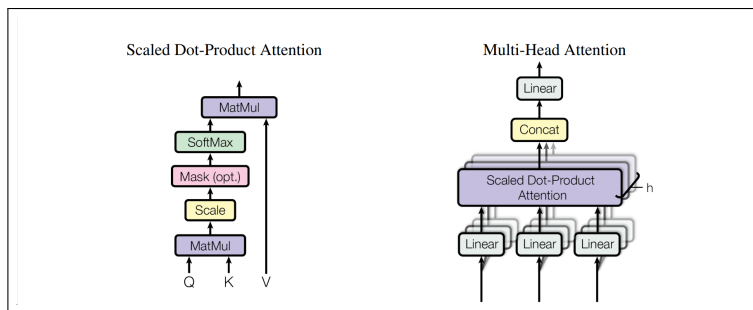 Scaled Dot-Product Attention
MatMul
SoftMax
Mask (opt.)
Scale
MatMul
Q K V
Multi-Head Attention
Linear
Concat
Scaled Dot-Product
Attention
h
Linear Linear Linear